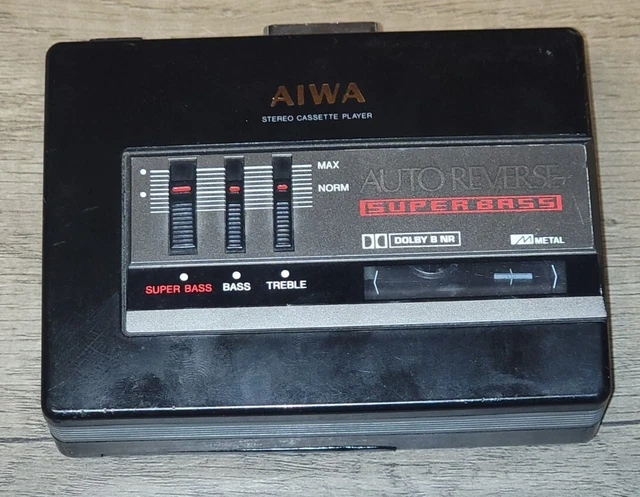 AIWA
STEREO CASSETTE PLAYER
MAX
NORM
AUTO REVERSE
SUPER BASS
DOLBY B NR
METAL
SUPER BASS
BASS
TREBLE